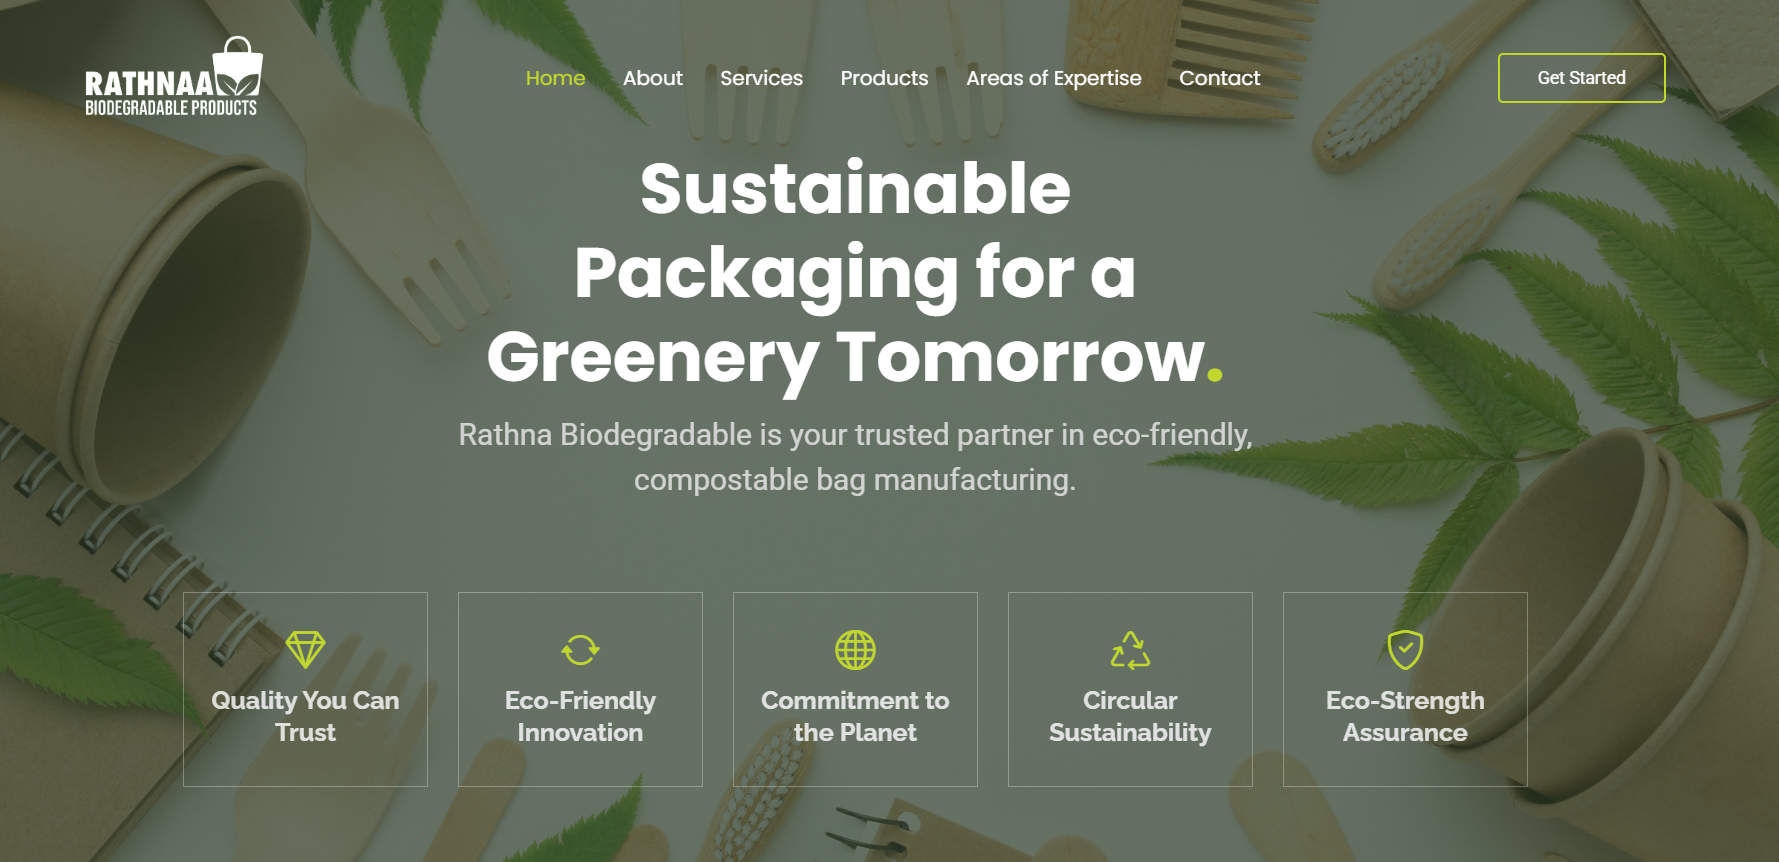 RATHNAA
BIODEGRADABLE PRODUCTS
Home About Services Products Areas of Expertise Contact
Get Started
Sustainable
Packaging for a
Greenery Tomorrow.
Rathna Biodegradable is your trusted partner in eco-friendly,
compostable bag manufacturing.
Quality You Can
Trust
Eco-Friendly
Innovation
Commitment to
the Planet
Circular
Sustainability
Eco-Strength
Assurance